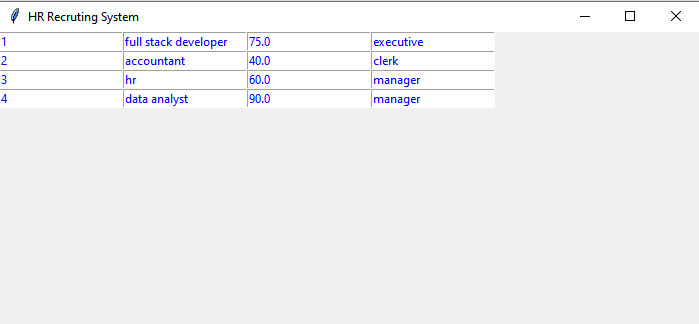 HR Recruting System
1 full stack developer 75.0 executive
2 accountant 40.0 clerk
3 hr 60.0 manager
4 data analyst 90.0 manager